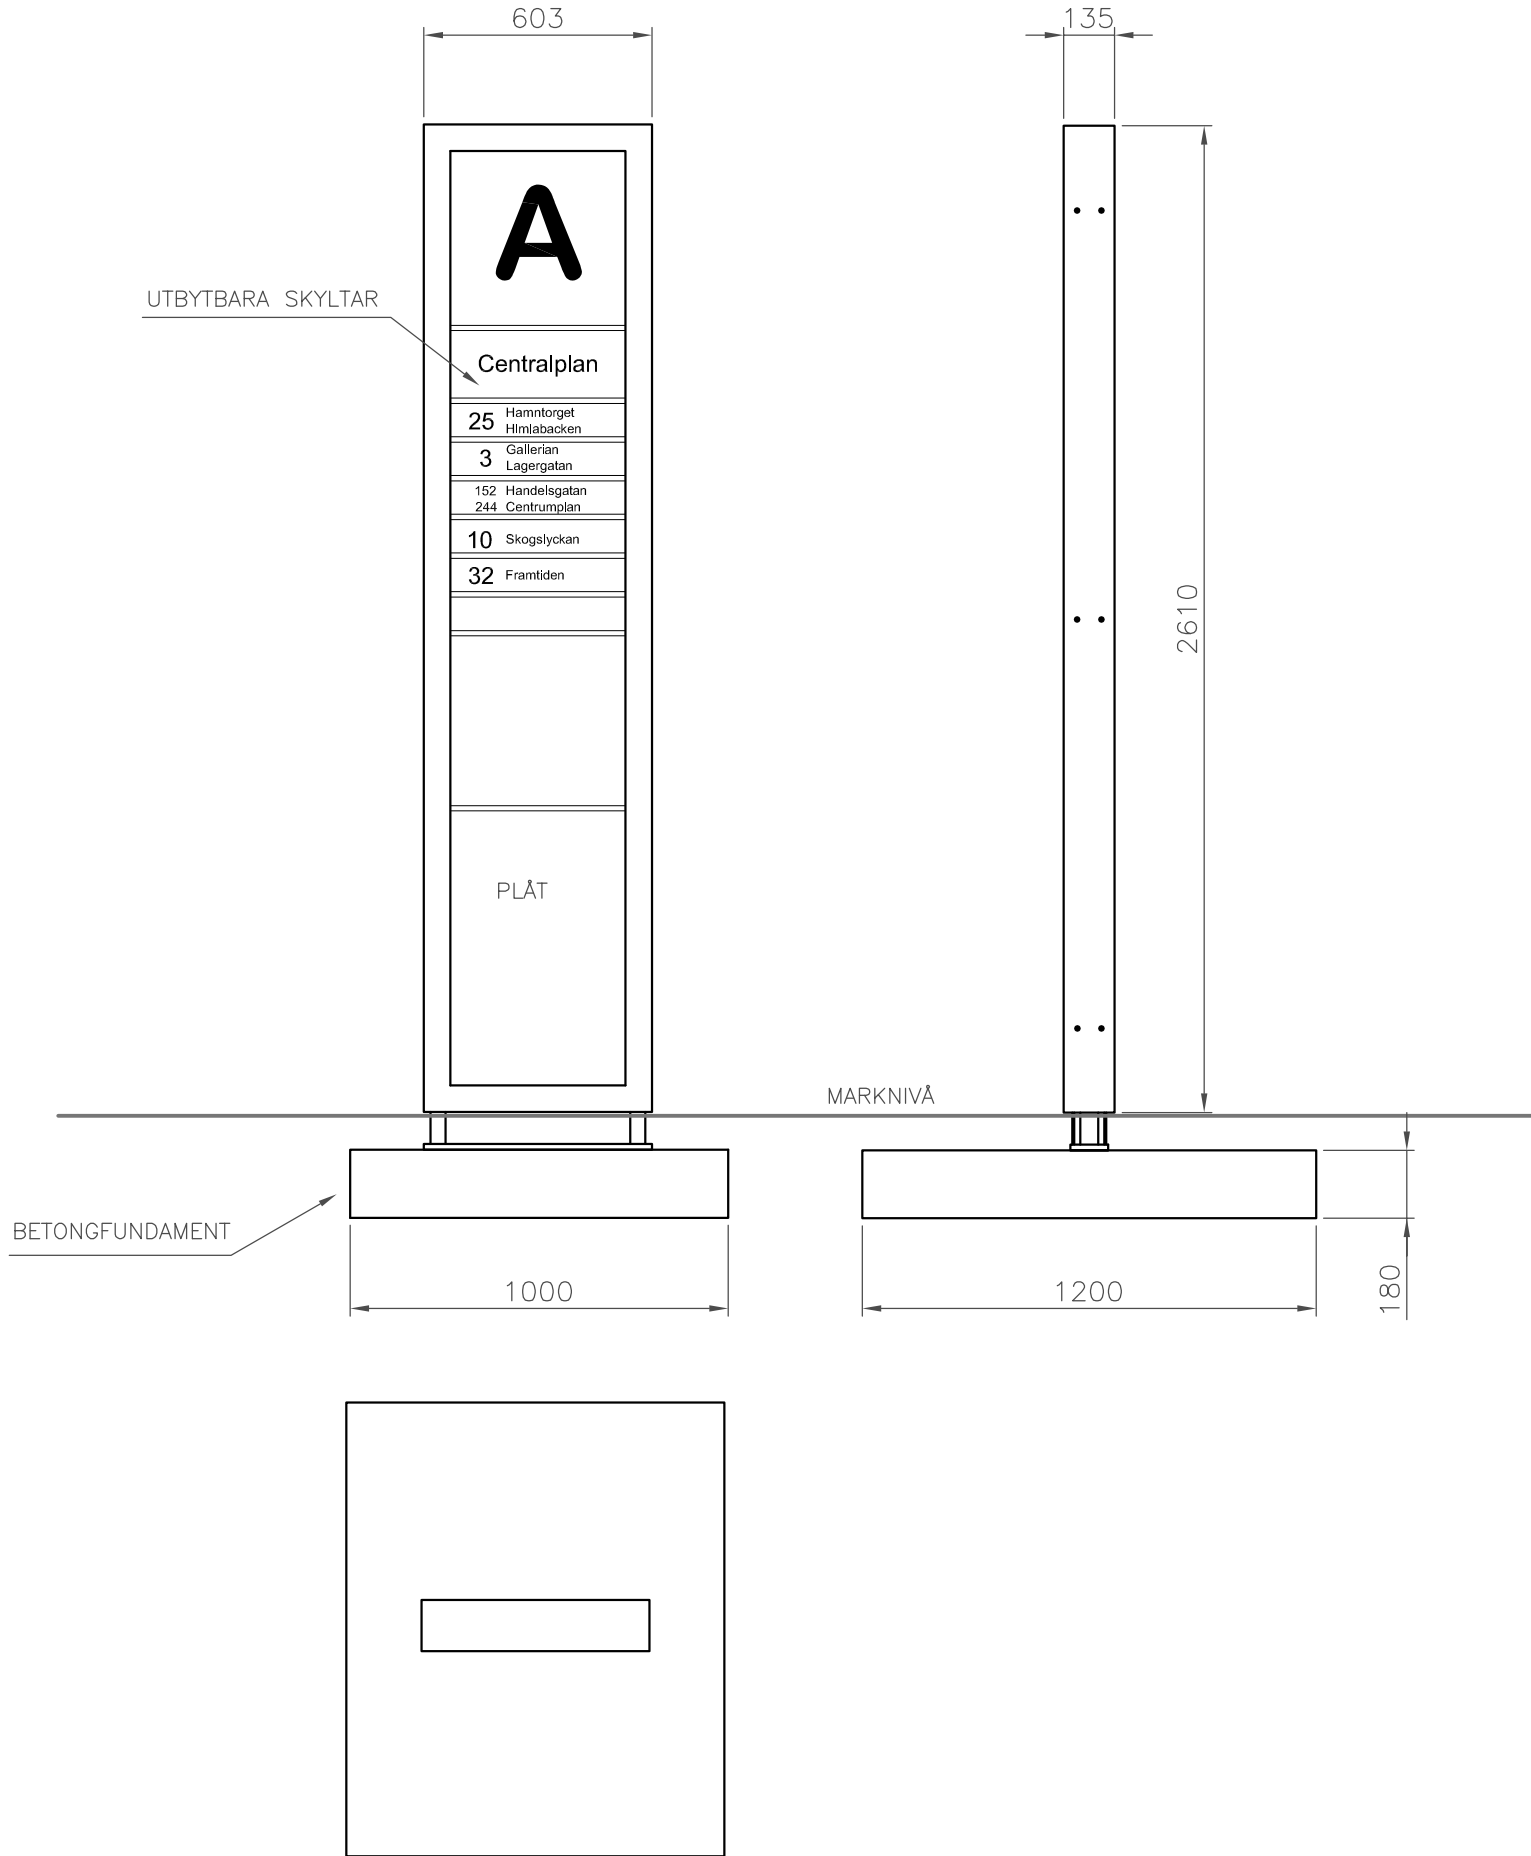 603
135
A
UTBYTBARA SKYLTAR
Centralplan
25 Hamntorget
HImlabacken
3 Gallerian
Lagergatan
152 Handelsgatan
244 Centrumplan
10 Skogslyckan
32 Framtiden
2610
PLÅT
MARKNIVÅ
BETONGFUNDAMENT
1000
1200
180